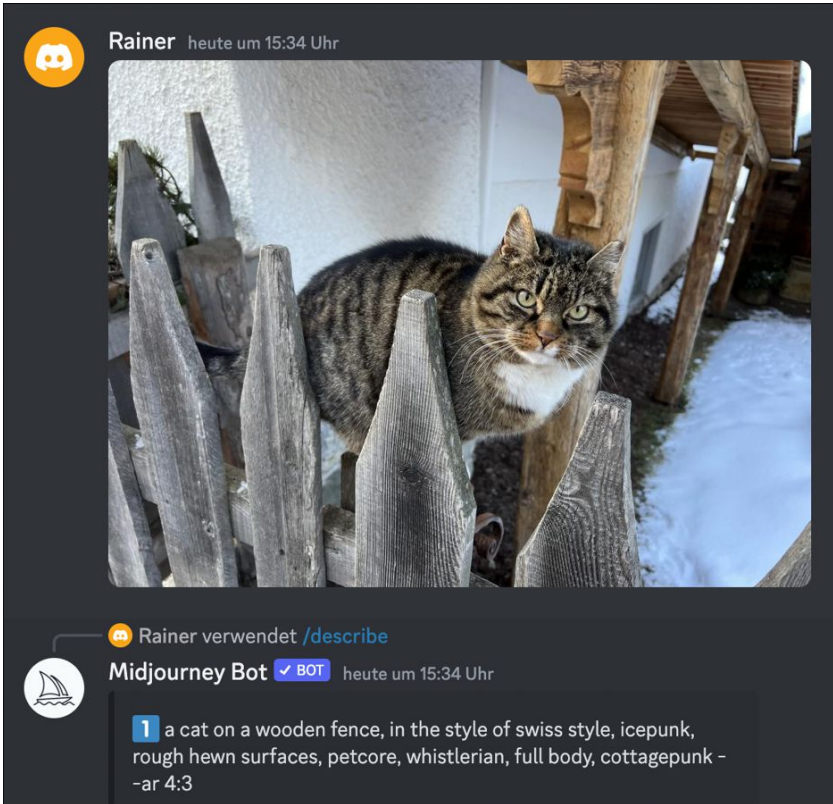 Rainer heute um 15:34 Uhr
Rainer verwendet /describe
Midjourney Bot ✓ BOT heute um 15:34 Uhr
1 a cat on a wooden fence, in the style of swiss style, icepunk,
rough hewn surfaces, petcore, whistlerian, full body, cottagepunk -
-ar 4:3